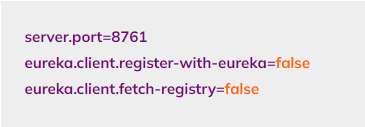 server.port=8761
eureka.client.register-with-eureka=false
eureka.client.fetch-registry=false